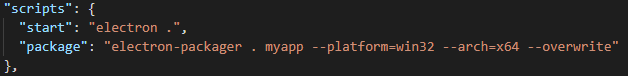 "scripts": {
"start": "electron .",
"package": "electron-packager . myapp --platform=win32 --arch=x64 --overwrite"
},